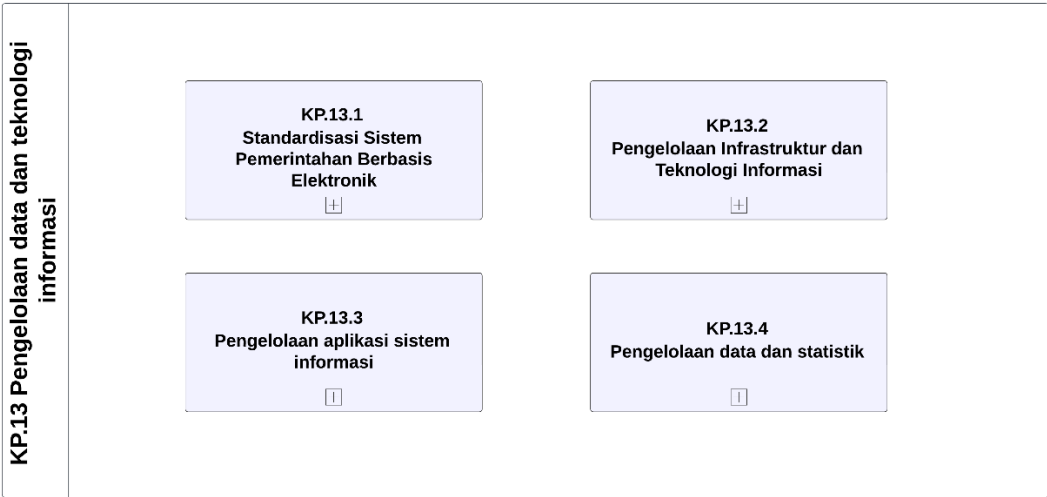 KP.13 Pengelolaan data dan teknologi
informasi
KP.13.1
Standardisasi Sistem
Pemerintahan Berbasis
Elektronik
KP.13.2
Pengelolaan Infrastruktur dan
Teknologi Informasi
KP.13.3
Pengelolaan aplikasi sistem
informasi
KP.13.4
Pengelolaan data dan statistik